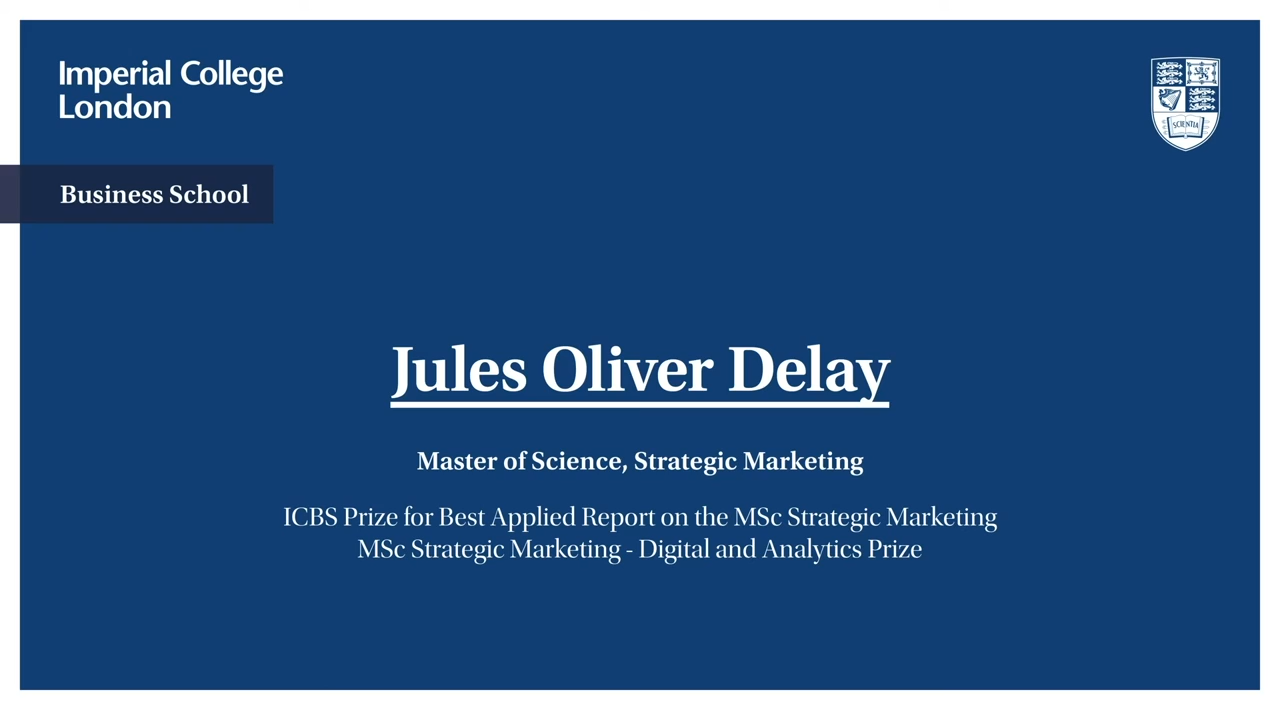 Imperial College
London
SCIENTIA
Business School
Jules Oliver Delay
Master of Science, Strategic Marketing
ICBS Prize for Best Applied Report on the MSc Strategic Marketing
MSc Strategic Marketing - Digital and Analytics Prize